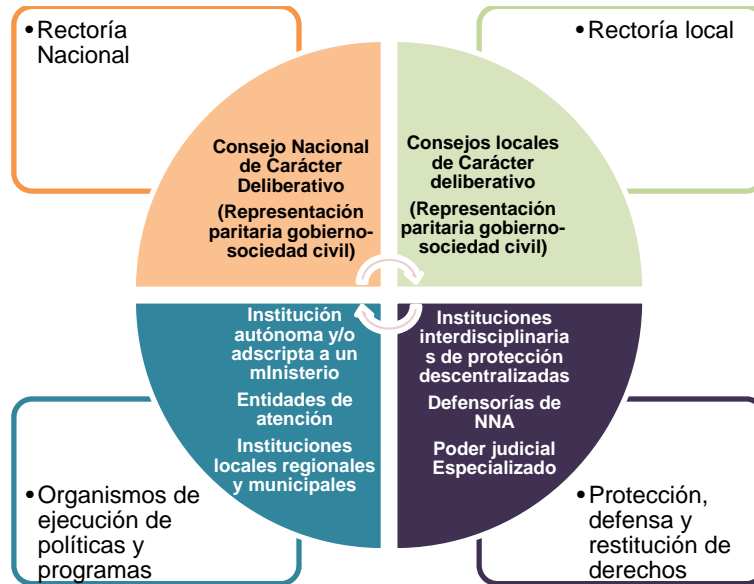 •Rectoría
Nacional
•Rectoría local
Consejo Nacional
de Carácter
Deliberativo
(Representación
paritaria gobierno-
sociedad civil)
Consejos locales
de Carácter
deliberativo
(Representación
paritaria gobierno-
sociedad civil)
Institución
autónoma y/o
adscripta a un
mInisterio
Entidades de
atención
Instituciones
locales regionales
y municipales
Instituciones
interdisciplinaria
s de protección
descentralizadas
Defensorías de
NNA
Poder judicial
Especializado
•Organismos de
ejecución de
políticas y
programas
•Protección,
defensa y
restitución de
derechos